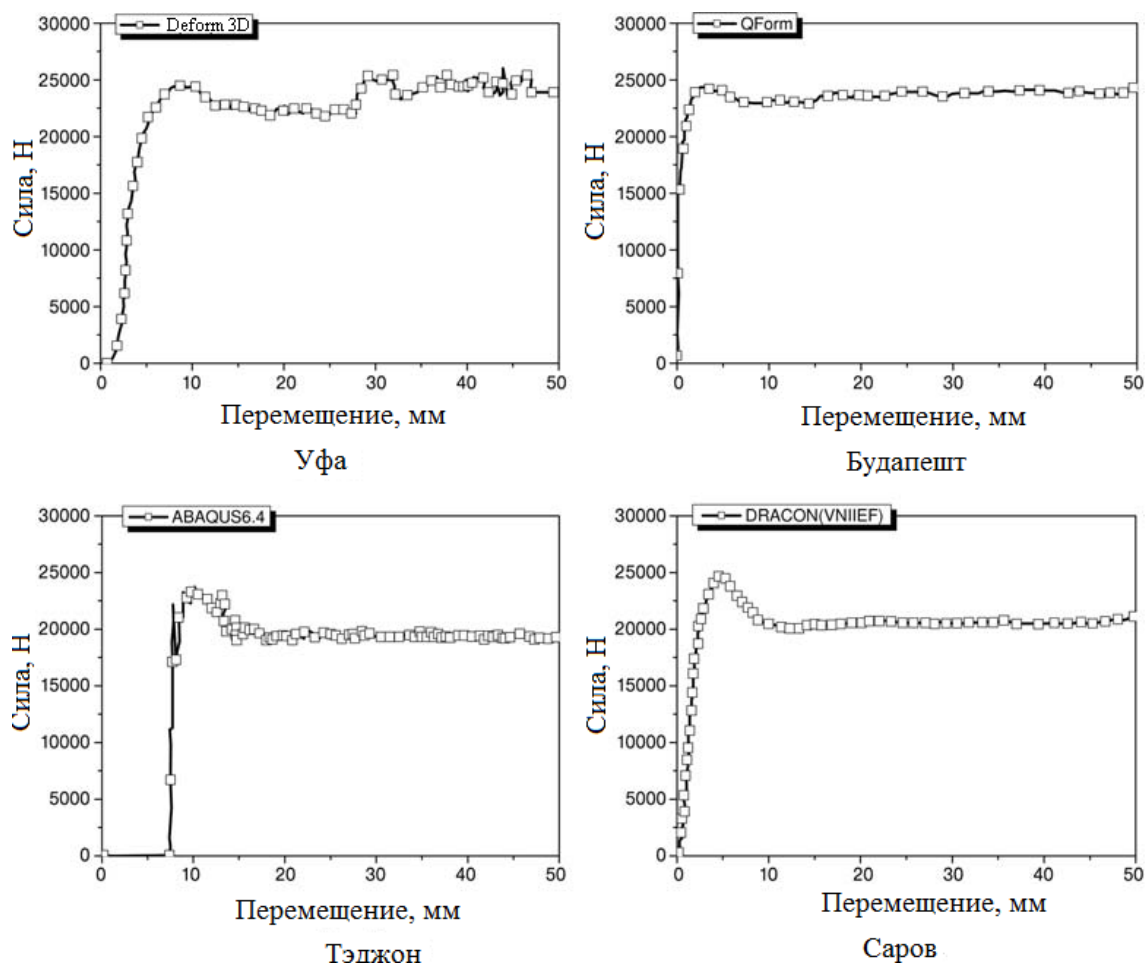 Deform 3D
Сила, Н
30000
25000
20000
15000
10000
5000
0
0 10 20 30 40 50
Перемещение, мм
Уфа
QForm
Сила, Н
30000
25000
20000
15000
10000
5000
0
0 10 20 30 40 50
Перемещение, мм
Будапешт
ABAQUS6.4
Сила, Н
30000
25000
20000
15000
10000
5000
0
0 10 20 30 40 50
Перемещение, мм
Тэджон
DRACON(VNIIEF)
Сила, Н
30000
25000
20000
15000
10000
5000
0
0 10 20 30 40 50
Перемещение, мм
Саров